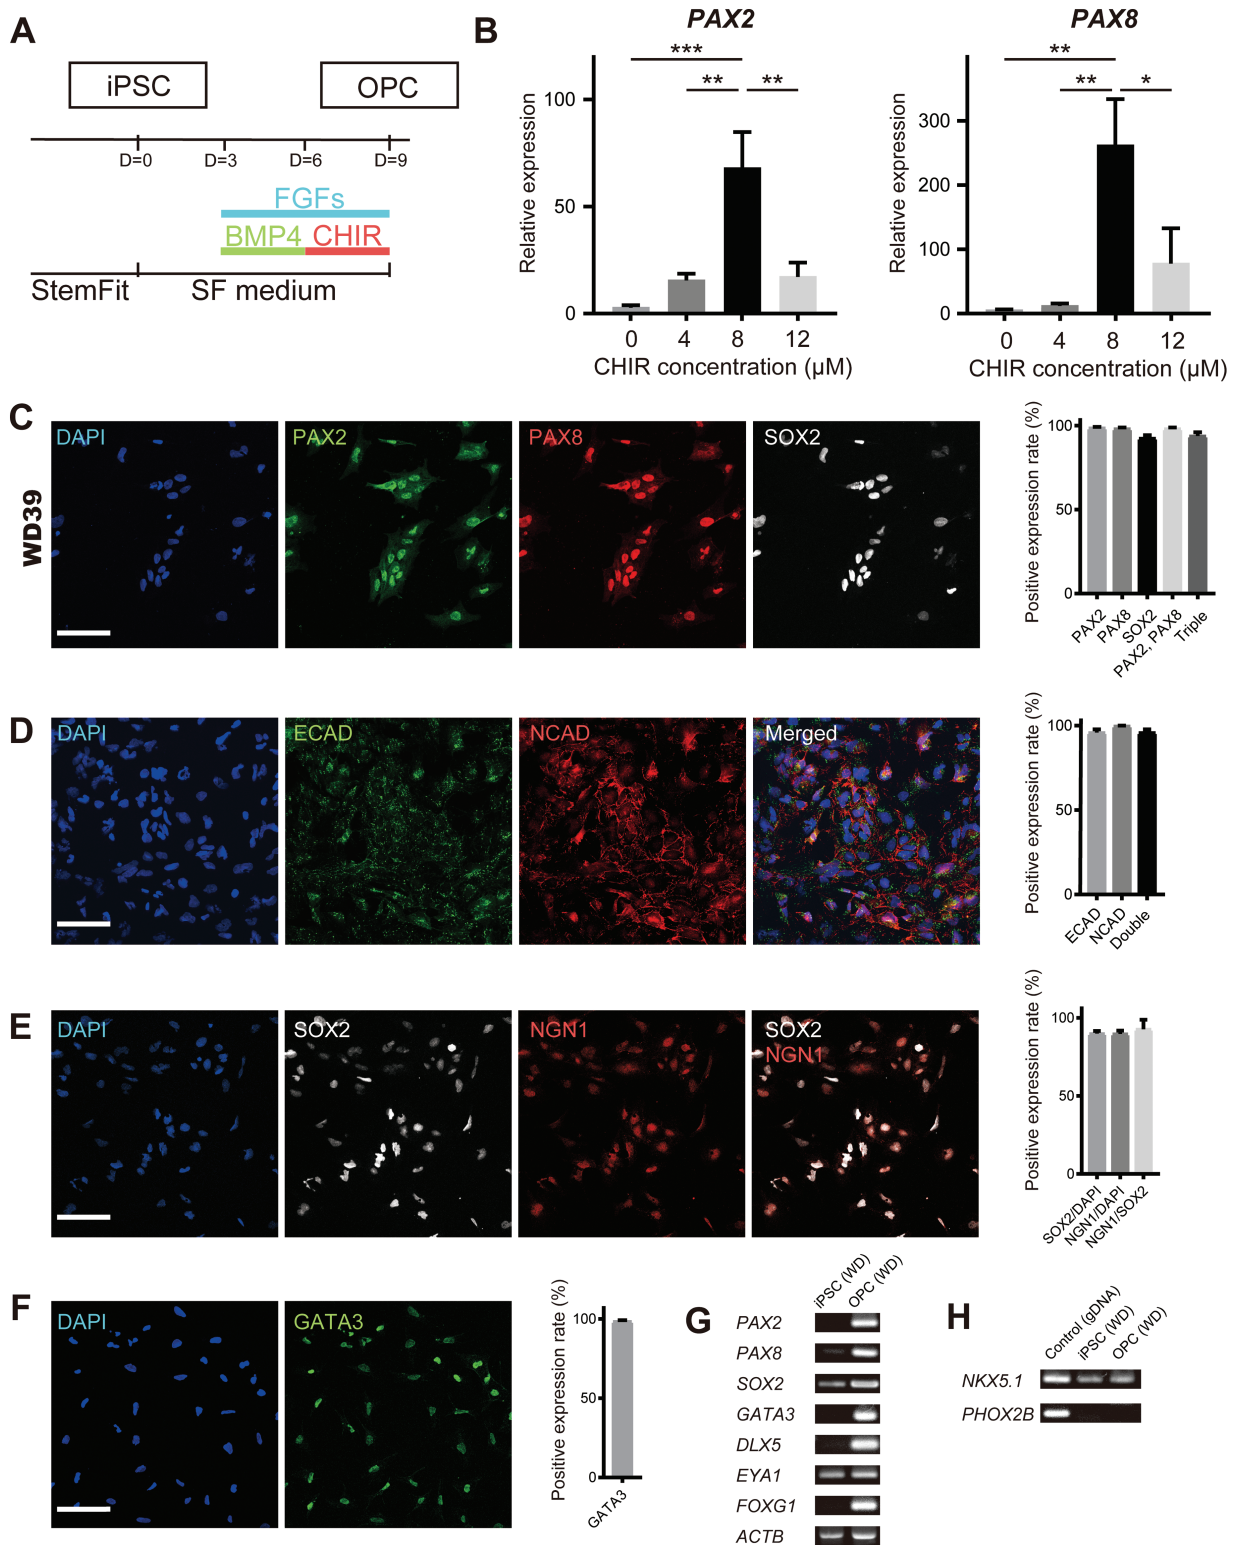 A
iPSC
OPC
D=0
D=3
D=6
D=9
FGFs
BMP4
CHIR
StemFit
SF medium
B
PAX2
Relative expression
100
50
0
***
**
**
0
4
8
12
CHIR concentration (µM)
PAX8
Relative expression
300
200
100
0
**
**
*
0
4
8
12
CHIR concentration (µM)
C
WD39
DAPI
PAX2
PAX8
SOX2
Positive expression rate (%)
100
50
0
PAX2
PAX8
SOX2
PAX2, PAX8
Triple
D
DAPI
ECAD
NCAD
Merged
Positive expression rate (%)
100
50
0
ECAD
NCAD
Double
E
DAPI
SOX2
NGN1
SOX2
NGN1
Positive expression rate (%)
100
50
0
SOX2/DAPI
NGN1/DAPI
NGN1/SOX2
F
DAPI
GATA3
Positive expression rate (%)
100
50
0
GATA3
G
iPSC (WD)
OPC (WD)
PAX2
PAX8
SOX2
GATA3
DLX5
EYA1
FOXG1
ACTB
H
Control (gDNA)
iPSC (WD)
OPC (WD)
NKX5.1
PHOX2B